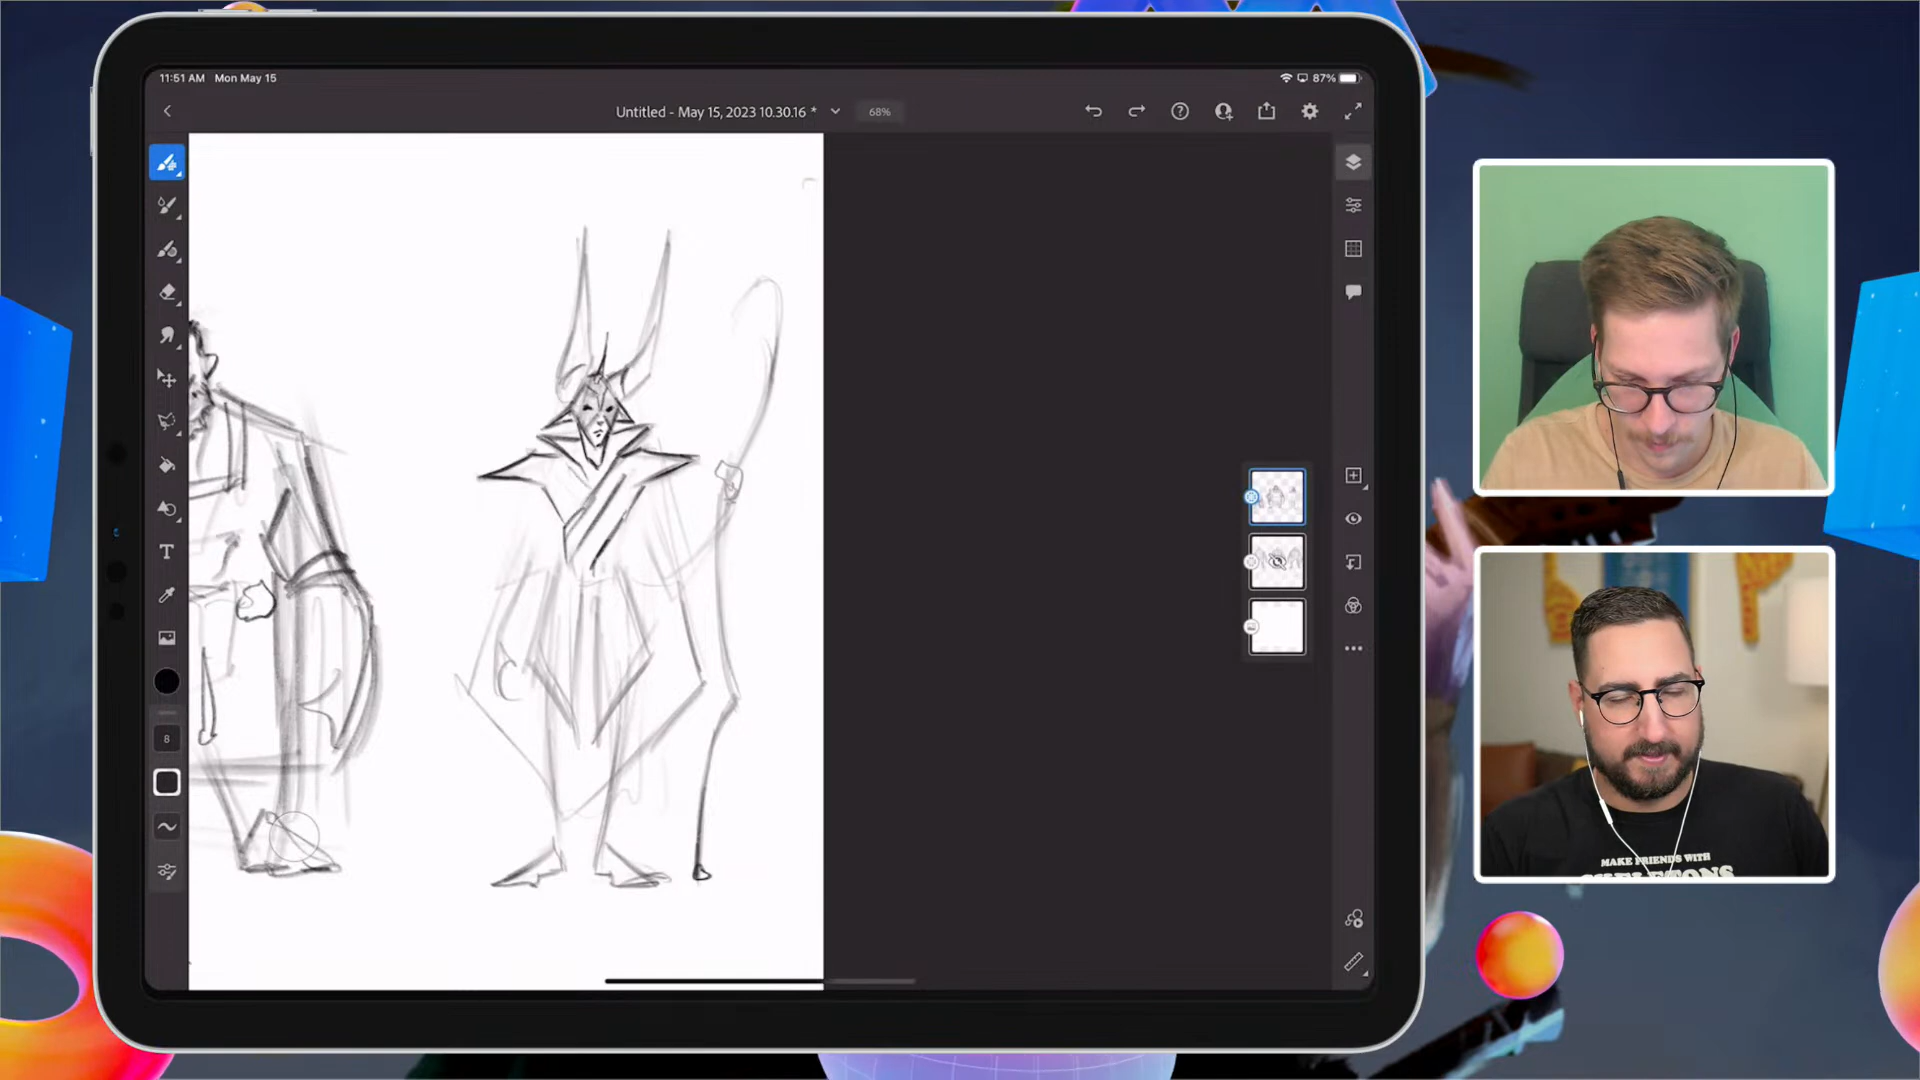 11:51 AM Mon May 15
87%
Untitled - May 15, 2023 10.30.16 *
68%
T
8
MAKE FRIENDS WITH
SKELETONS